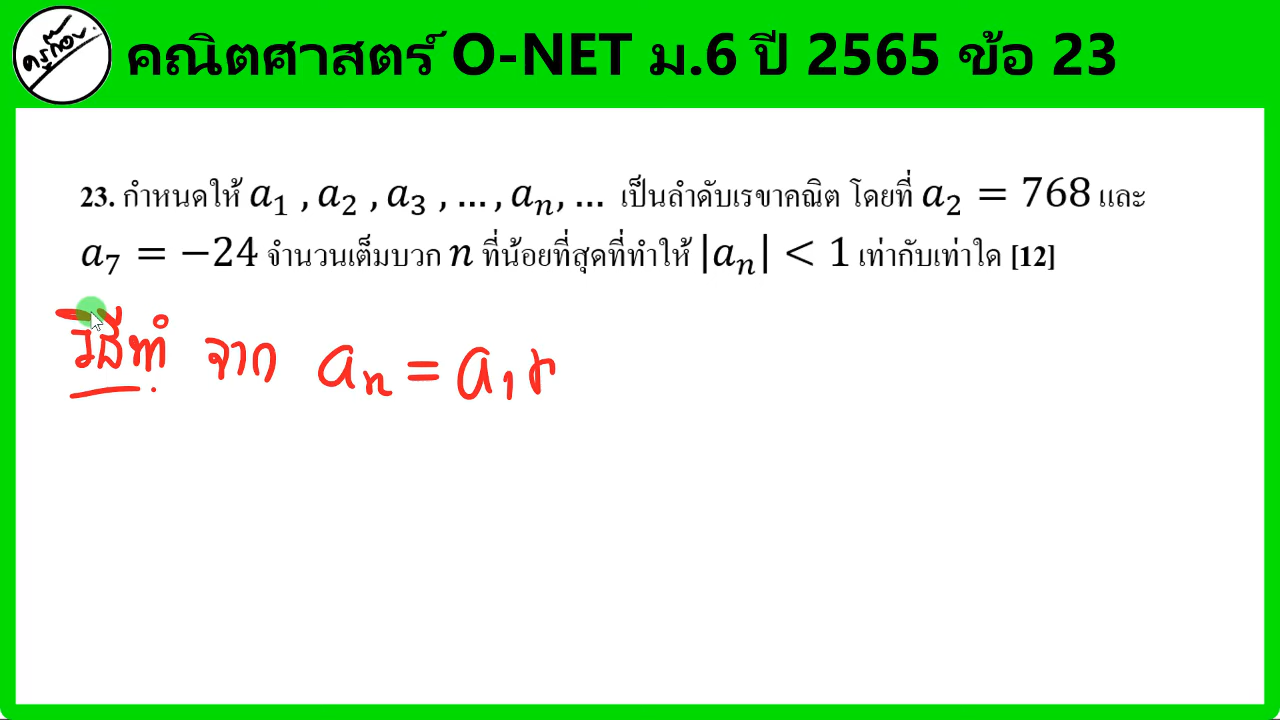 ครูก๊อบ
คณิตศาสตร์ O-NET ม.6 ปี 2565 ข้อ 23
23. กำหนดให้ a₁ , a₂ , a₃ , … , aₙ, … เป็นลำดับเรขาคณิต โดยที่ a₂ = 768 และ
a₇ = −24 จำนวนเต็มบวก n ที่น้อยที่สุดที่ทำให้ |aₙ| < 1 เท่ากับเท่าใด [12]
วิธีทำ จาก aₙ = a₁r